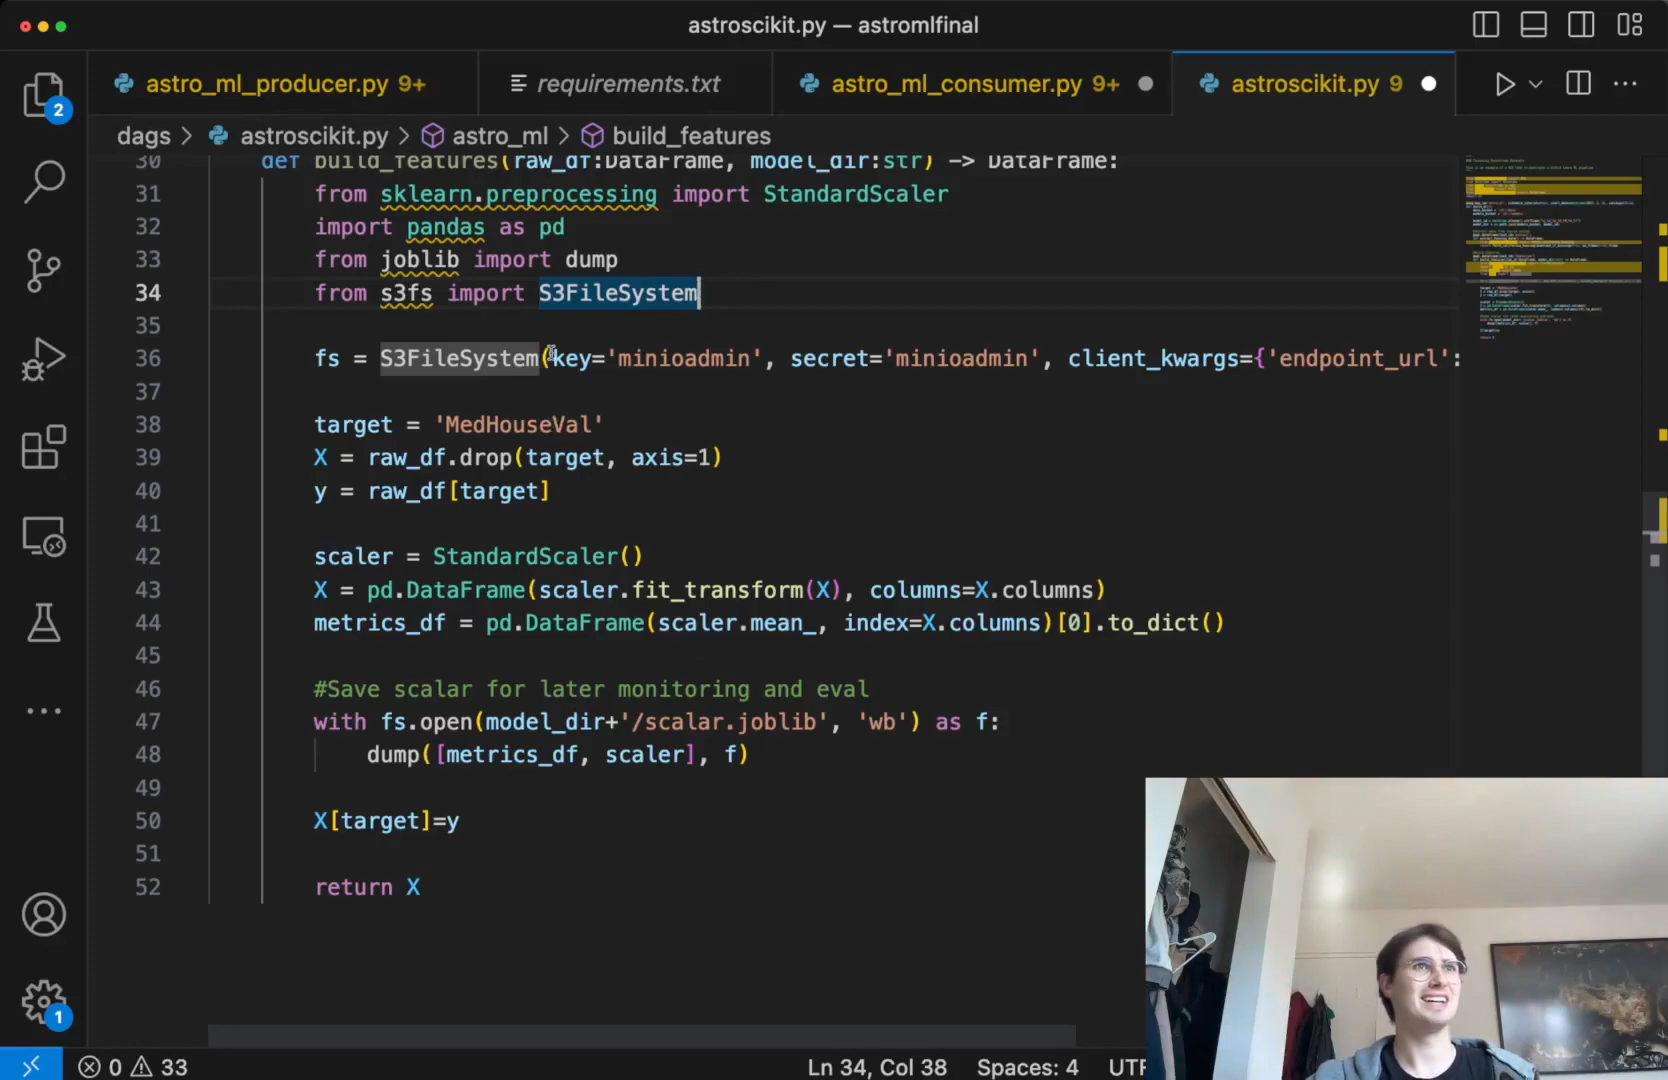 astroscikit.py — astromlfinal
astro_ml_producer.py 9+
requirements.txt
astro_ml_consumer.py 9+
astroscikit.py 9
2
dags > astroscikit.py > astro_ml > build_features
30 def build_features(raw_df:DataFrame, model_dir:str) -> DataFrame:
31 from sklearn.preprocessing import StandardScaler
32 import pandas as pd
33 from joblib import dump
34 from s3fs import S3FileSystem
35
36 fs = S3FileSystem(key='minioadmin', secret='minioadmin', client_kwargs={'endpoint_url':
37
38 target = 'MedHouseVal'
39 X = raw_df.drop(target, axis=1)
40 y = raw_df[target]
41
42 scaler = StandardScaler()
43 X = pd.DataFrame(scaler.fit_transform(X), columns=X.columns)
44 metrics_df = pd.DataFrame(scaler.mean_, index=X.columns)[0].to_dict()
45
46 #Save scalar for later monitoring and eval
47 with fs.open(model_dir+'/scalar.joblib', 'wb') as f:
48 dump([metrics_df, scaler], f)
49
50 X[target]=y
51
52 return X
1
0 33
Ln 34, Col 38 Spaces: 4 UTF